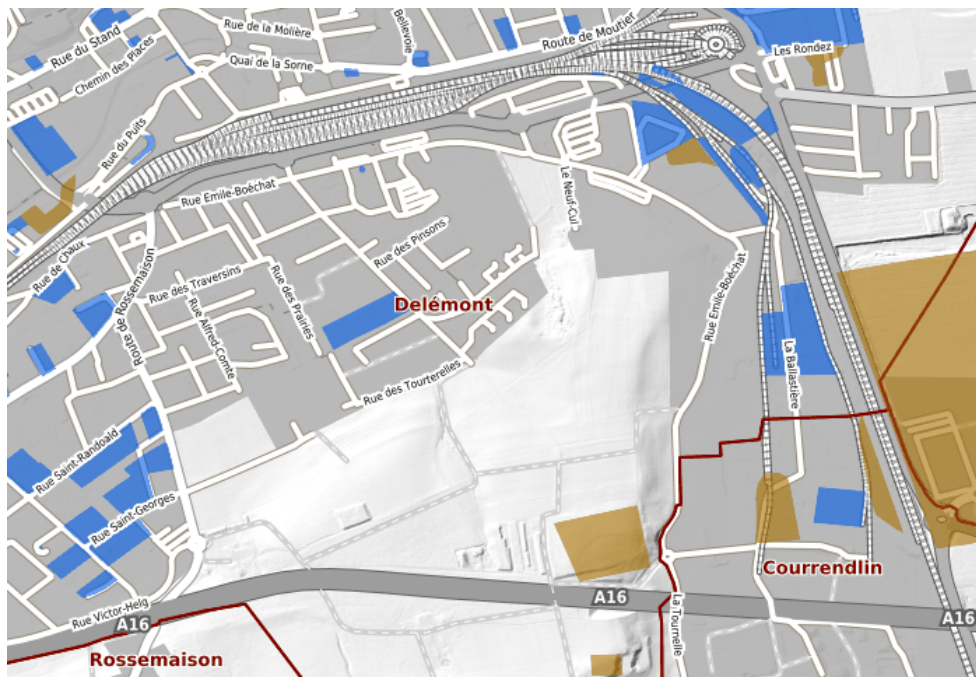 Rue du Stand
Rue de la Molière
Bellevoie
Route de Moutier
Les Rondez
Chemin des Places
Quai de la Sorne
Rue du Puits
Rue Emile-Boéchat
Le Neuf-Cul
Rue de Chaux
Route de Rossemaison
Rue des Traversins
Rue des Pinsons
Rue des Prairies
Rue Alfred-Comte
Delémont
Rue Emile-Boéchat
La Ballastière
Rue des Tourterelles
Rue Saint-Randoald
Rue Saint-Georges
Courrendlin
Rue Victor-Helg
A16
A16
A16
La Tournelle
Rossemaison